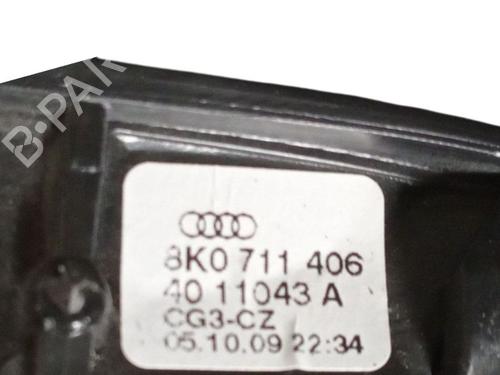 B-PAR
8K0 711 406
40 11043 A
CG3-CZ
05.10.09 22:34